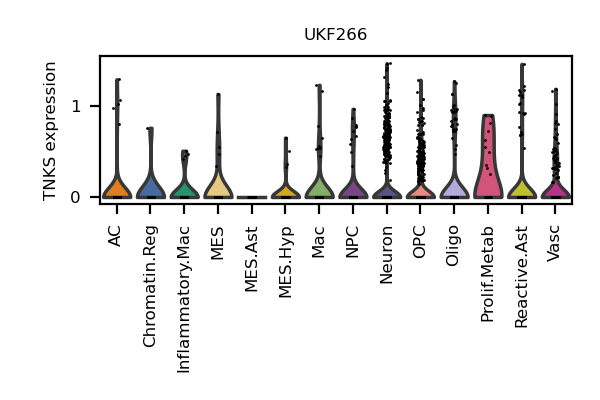 UKF266
TNKS expression
1
0
AC
Chromatin.Reg
Inflammatory.Mac
MES
MES.Ast
MES.Hyp
Mac
NPC
Neuron
OPC
Oligo
Prolif.Metab
Reactive.Ast
Vasc